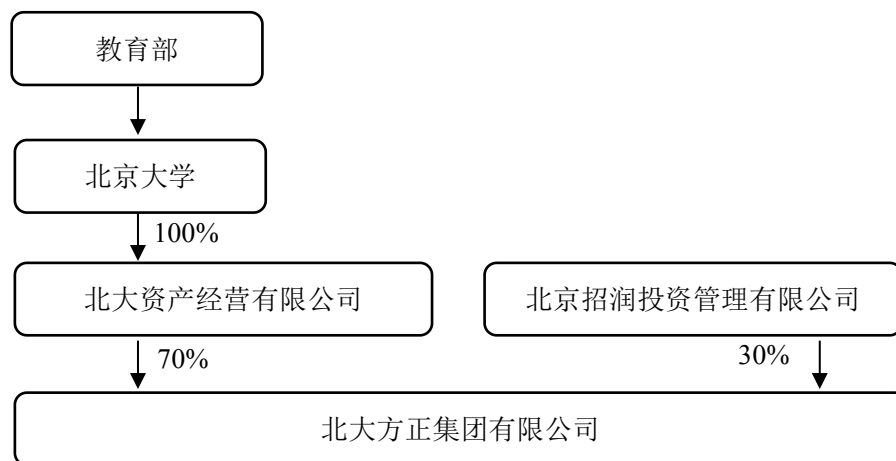 教育部
北京大学
100%
北大资产经营有限公司
北京招润投资管理有限公司
70%
30%
北大方正集团有限公司